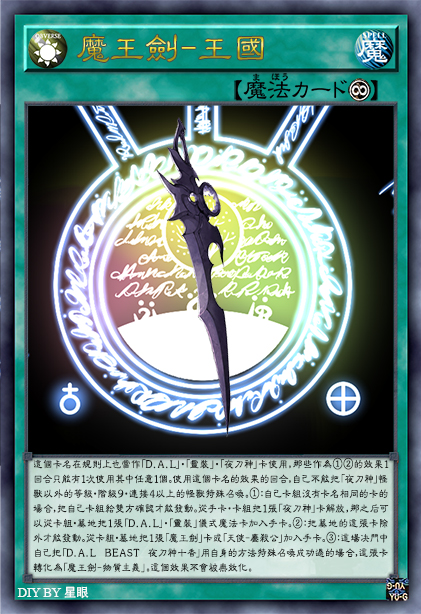 魔王劍-王國
SPELL
魔
まほう
【魔法カード∞】
這個卡名在規則上也當作「D.A.L」·「靈裝」·「夜刀神」卡使用,那些作為①②的效果1
回合只能有1次使用其中任意1個。使用這個卡名的效果的回合,自己不能把「夜刀神」怪
獸以外的等級·階級9·連接4以上的怪獸特殊召喚。①:自己卡組沒有卡名相同的卡的
場合,把自己卡組給雙方確認才能發動。從手卡·卡組把1張「夜刀神」卡解放,那之後可
以從卡組·墓地把1張「D.A.L」·「靈裝」儀式魔法卡加入手卡。②:把墓地的這張卡除
外才能發動。從卡組·墓地把1張「魔王劍」卡或「天使-鏖殺公」加入手卡。③:這場決鬥中
自己把「D.A.L BEAST 夜刀神十香」用自身的方法特殊召喚成功過的場合,這張卡
轉化為「魔王劍-物質主義」。這個效果不會被無效化。
DIY BY 星眼
YU-G